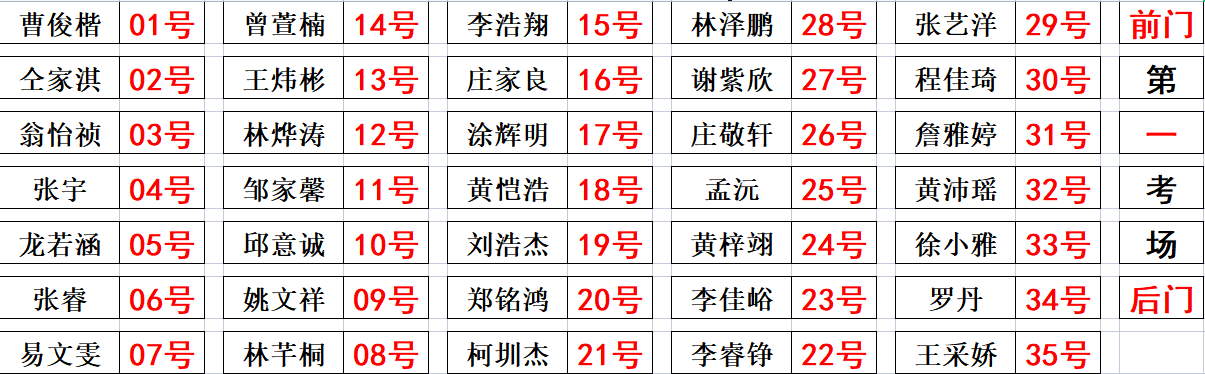 曹俊楷 01号 曾萱楠 14号 李浩翔 15号 林泽鹏 28号 张艺洋 29号 前门
仝家淇 02号 王炜彬 13号 庄家良 16号 谢紫欣 27号 程佳琦 30号 第
翁怡祯 03号 林烨涛 12号 涂辉明 17号 庄敬轩 26号 詹雅婷 31号 一
张宇 04号 邹家馨 11号 黄恺浩 18号 孟沅 25号 黄沛瑶 32号 考
龙若涵 05号 邱意诚 10号 刘浩杰 19号 黄梓翊 24号 徐小雅 33号 场
张睿 06号 姚文祥 09号 郑铭鸿 20号 李佳峪 23号 罗丹 34号 后门
易文雯 07号 林芊桐 08号 柯圳杰 21号 李睿铮 22号 王采娇 35号